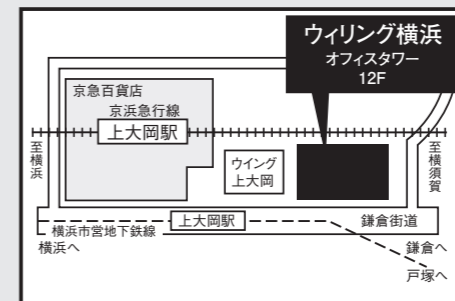 ウィリング横浜
オフィスタワー
12F
京急百貨店
京浜急行線
上大岡駅
至横浜
至横須賀
ウイング
上大岡
上大岡駅
鎌倉街道
横浜市営地下鉄線
横浜へ
鎌倉へ
戸塚へ